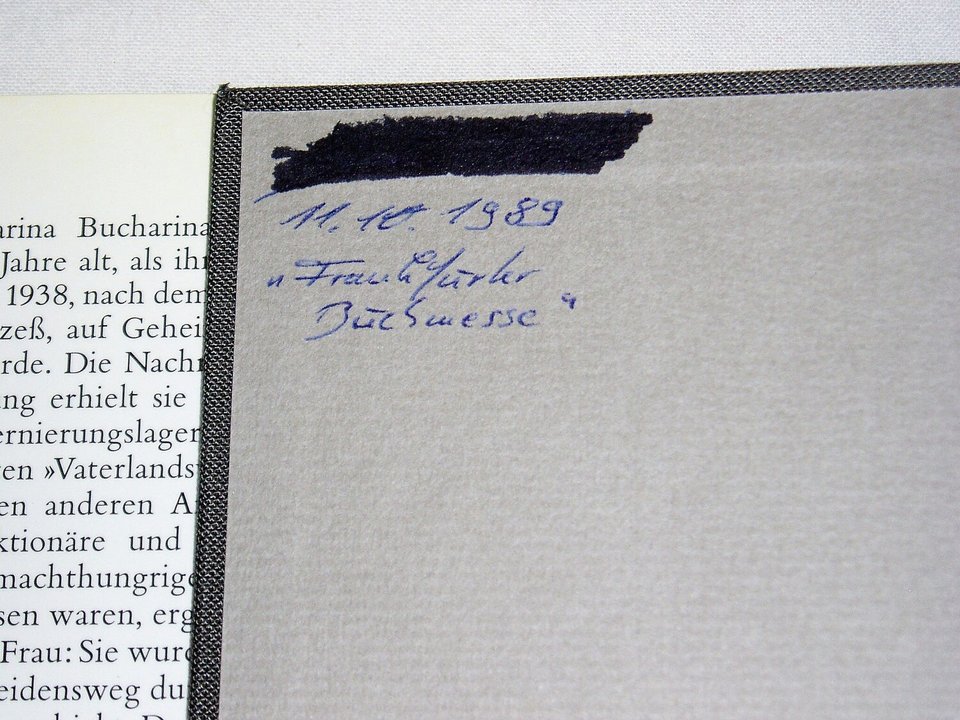 arina Bucharina
Jahre alt, als ihr
1938, nach dem
zeß, auf Gehei
rde. Die Nachr
ng erhielt sie
ernierungslager
en »Vaterlands
en anderen A
ktionäre und
machthungrige
sen waren, erg
Frau: Sie wurd
eidensweg du
11.10.1989
„Frankfurter
Buchmesse“